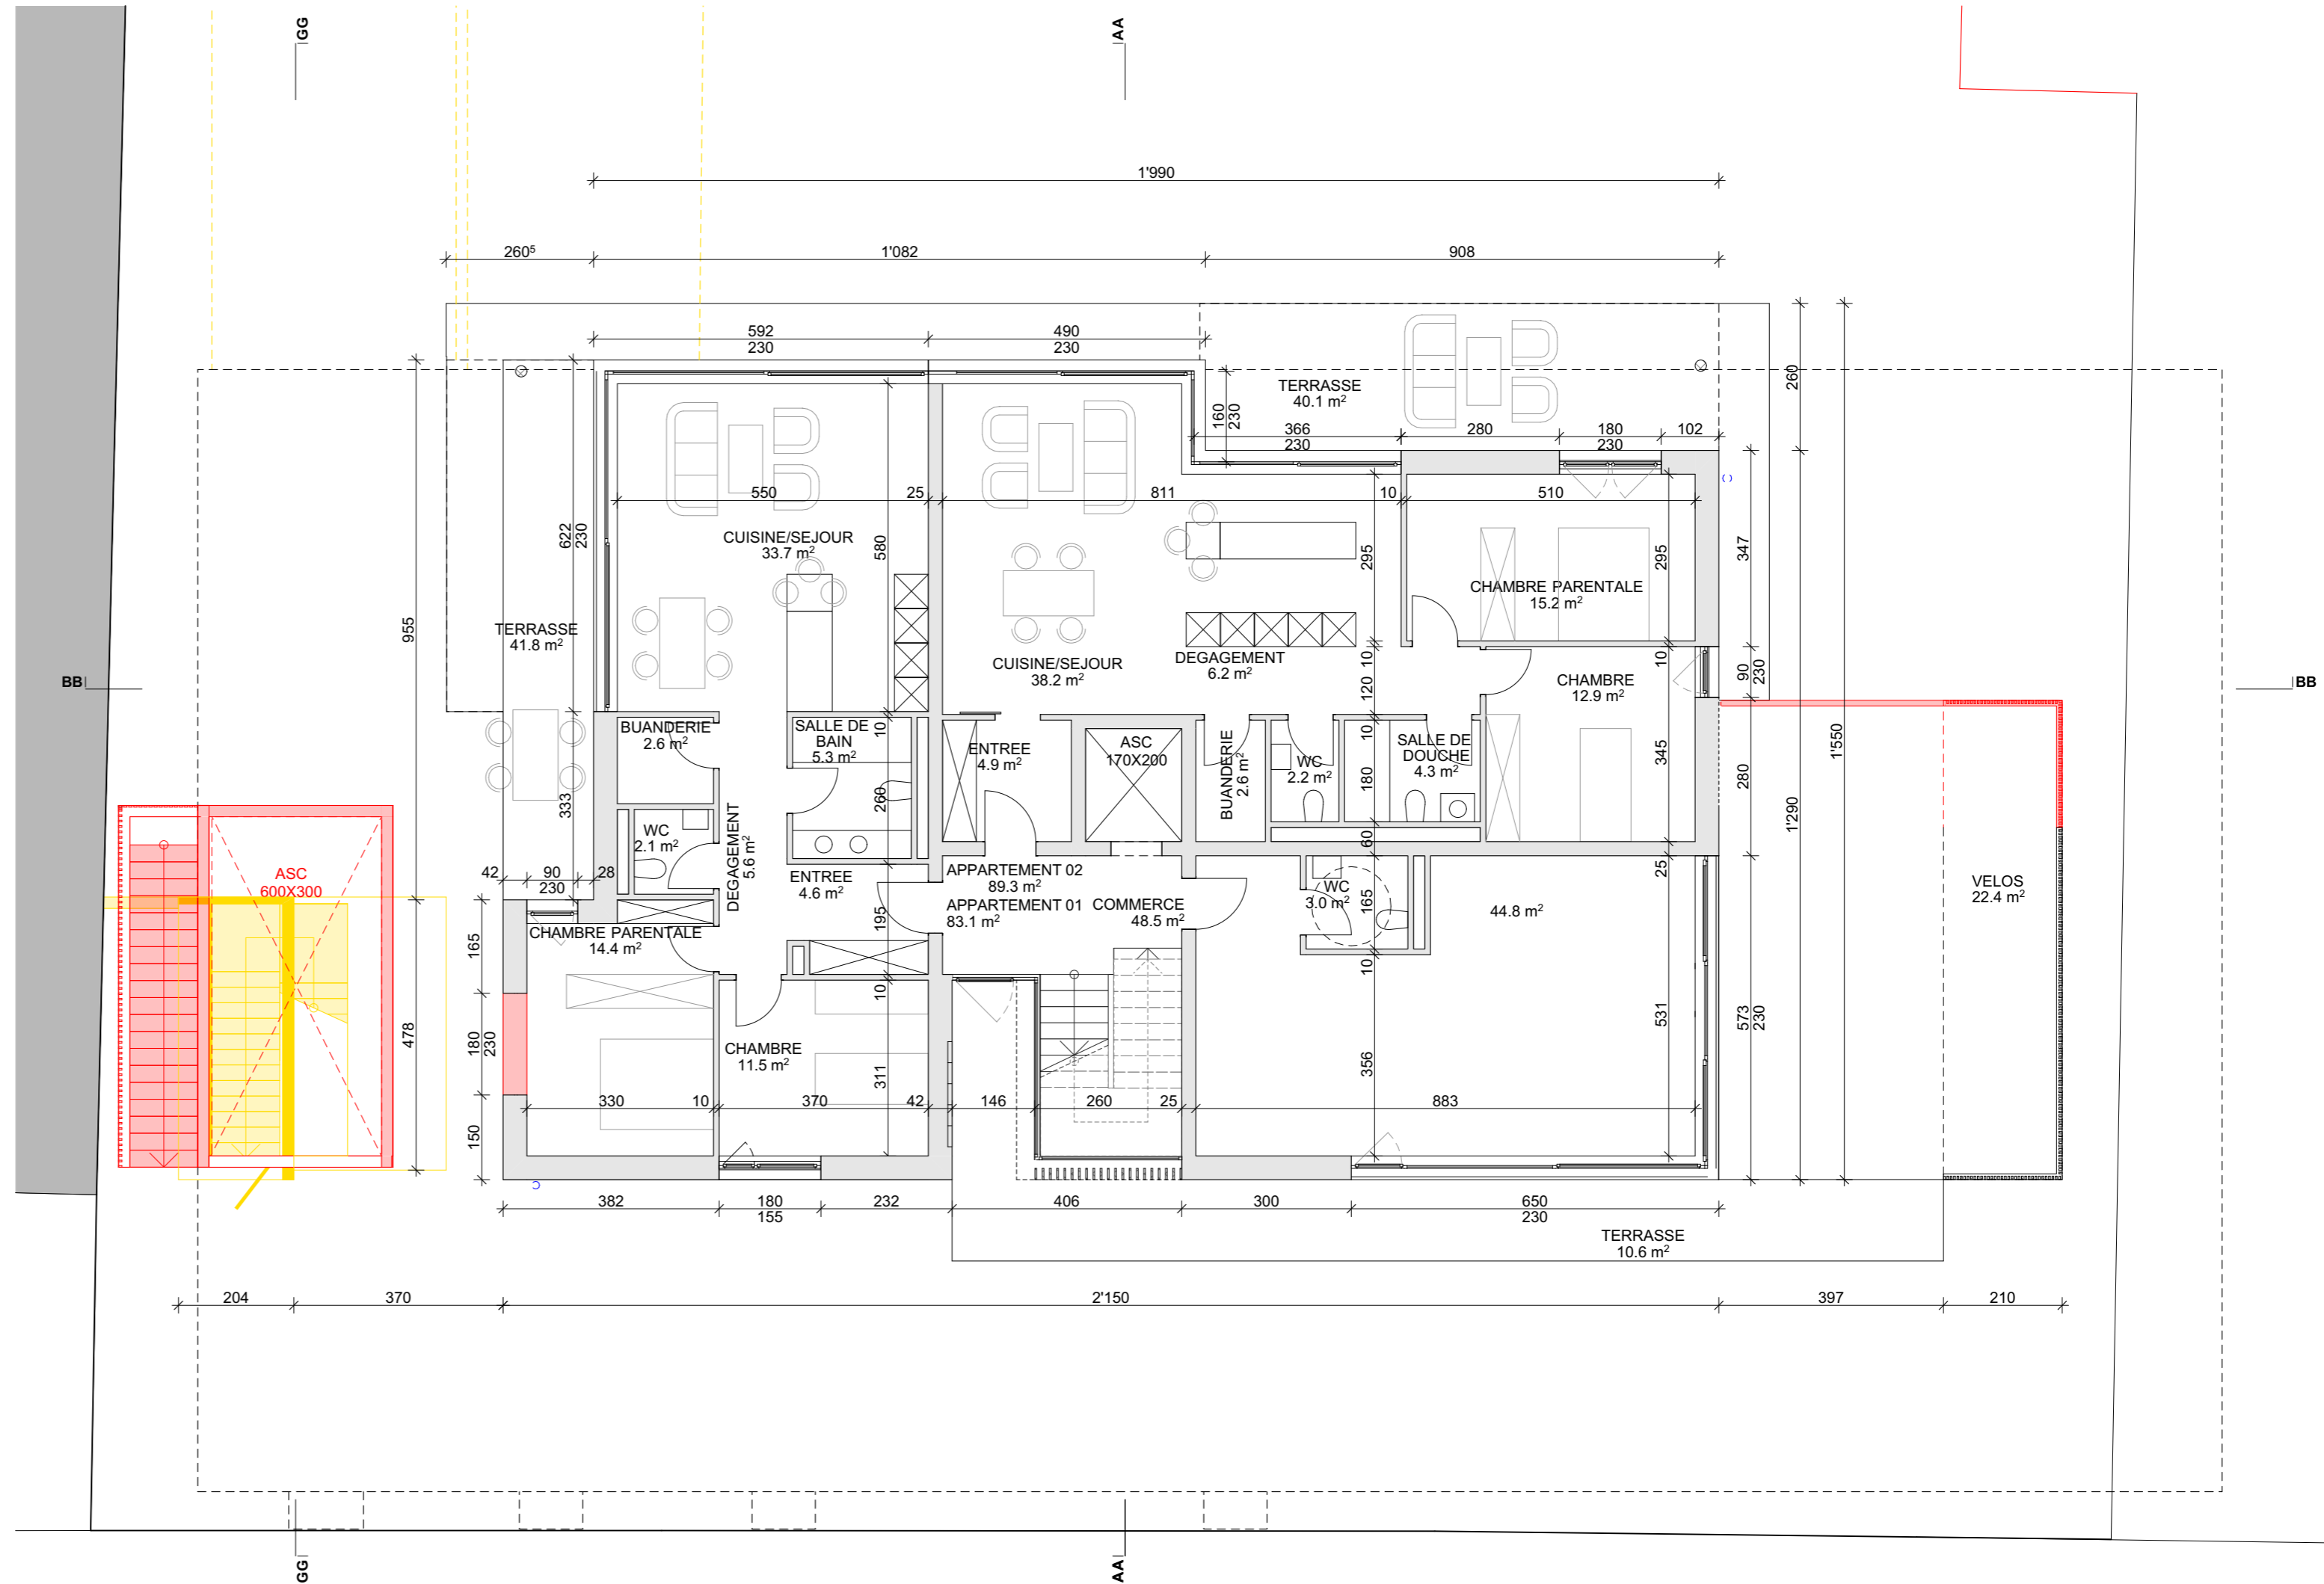 GG
AA
1'990
260⁵
1'082
908
592
230
490
230
TERRASSE
40.1 m²
160
230
260
366
230
280
180
230
102
550
25
811
10
510
CUISINE/SEJOUR
33.7 m²
580
622
230
295
295
347
CHAMBRE PARENTALE
15.2 m²
955
TERRASSE
41.8 m²
CUISINE/SEJOUR
38.2 m²
DEGAGEMENT
6.2 m²
10
120
10
90
230
CHAMBRE
12.9 m²
BB
BB
BUANDERIE
2.6 m²
SALLE DE
BAIN
5.3 m²
10
ENTREE
4.9 m²
ASC
170X200
BUANDERIE
2.6 m²
WC
2.2 m²
10
180
SALLE DE
DOUCHE
4.3 m²
345
280
1'550
1'290
333
260
WC
2.1 m²
DEGAGEMENT
5.6 m²
60
25
ASC
600X300
42
90
230
28
ENTREE
4.6 m²
APPARTEMENT 02
89.3 m²
APPARTEMENT 01
83.1 m²
COMMERCE
48.5 m²
WC
3.0 m²
165
44.8 m²
VELOS
22.4 m²
195
165
CHAMBRE PARENTALE
14.4 m²
10
10
478
180
230
CHAMBRE
11.5 m²
311
356
531
573
230
330
10
370
42
146
260
25
883
150
382
180
155
232
406
300
650
230
TERRASSE
10.6 m²
204
370
2'150
397
210
GG
AA